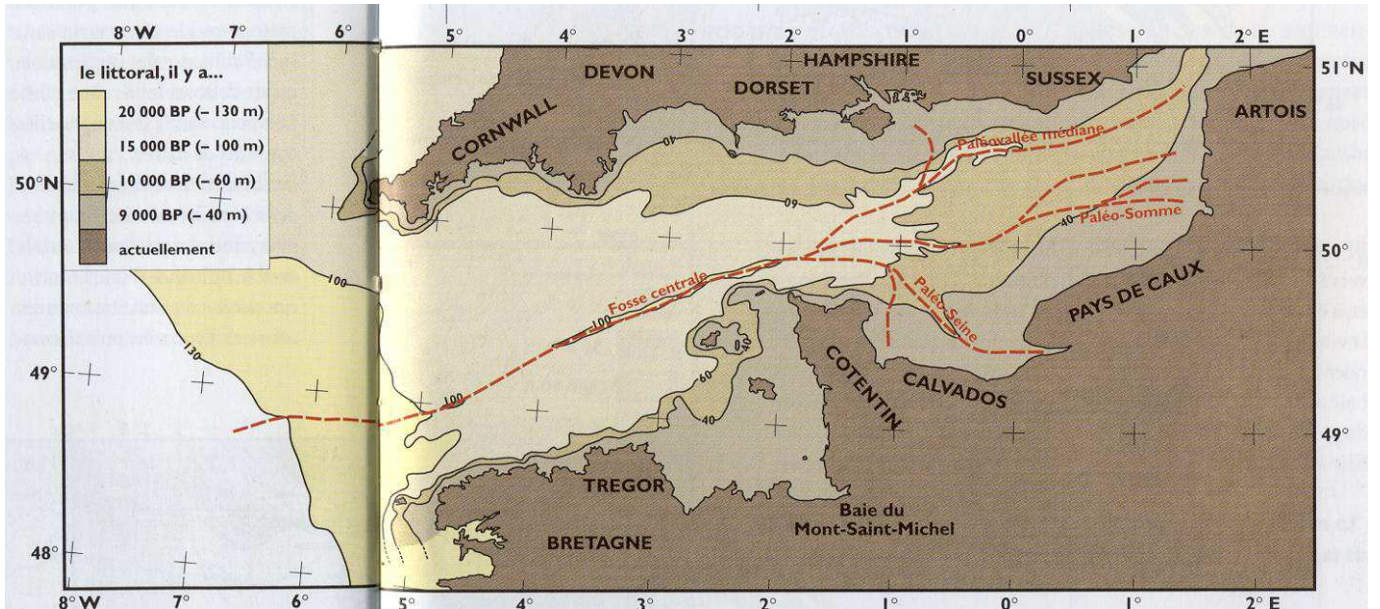 8° W 7° 6° 5° 4° 3° 2° 1° 0° 1° 2° E
le littoral, il y a...
20 000 BP (– 130 m)
15 000 BP (– 100 m)
10 000 BP (– 60 m)
9 000 BP (– 40 m)
actuellement
51° N
50° N
49°
48°
50°
49°
CORNWALL
DEVON
DORSET
HAMPSHIRE
SUSSEX
ARTOIS
Paléovallée médiane
Paléo-Somme
PAYS DE CAUX
Paléo-Seine
Fosse centrale
COTENTIN
CALVADOS
TREGOR
BRETAGNE
Baie du
Mont-Saint-Michel
40
60
40
100
100
100
130
60
40
40
8° W 7° 6° 5° 4° 3° 2° 1° 0° 1° 2° E